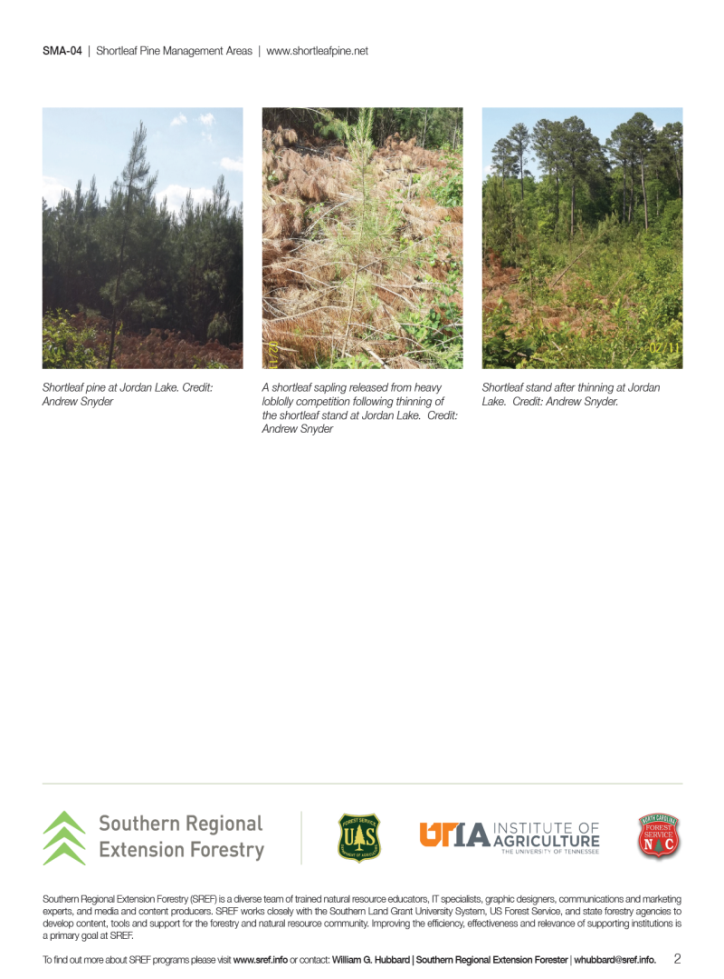 SMA-04 | Shortleaf Pine Management Areas | www.shortleafpine.net
02/11
02/11
Shortleaf pine at Jordan Lake. Credit:
Andrew Snyder
A shortleaf sapling released from heavy
loblolly competition following thinning of
the shortleaf stand at Jordan Lake. Credit:
Andrew Snyder
Shortleaf stand after thinning at Jordan
Lake. Credit: Andrew Snyder.
Southern Regional
Extension Forestry
FOREST SERVICE
U S
DEPARTMENT OF AGRICULTURE
UTIA INSTITUTE OF
AGRICULTURE
THE UNIVERSITY OF TENNESSEE
NORTH CAROLINA
FOREST
SERVICE
N C
Southern Regional Extension Forestry (SREF) is a diverse team of trained natural resource educators, IT specialists, graphic designers, communications and marketing
experts, and media and content producers. SREF works closely with the Southern Land Grant University System, US Forest Service, and state forestry agencies to
develop content, tools and support for the forestry and natural resource community. Improving the efficiency, effectiveness and relevance of supporting institutions is
a primary goal at SREF.
To find out more about SREF programs please visit www.sref.info or contact: William G. Hubbard | Southern Regional Extension Forester | whubbard@sref.info. 2